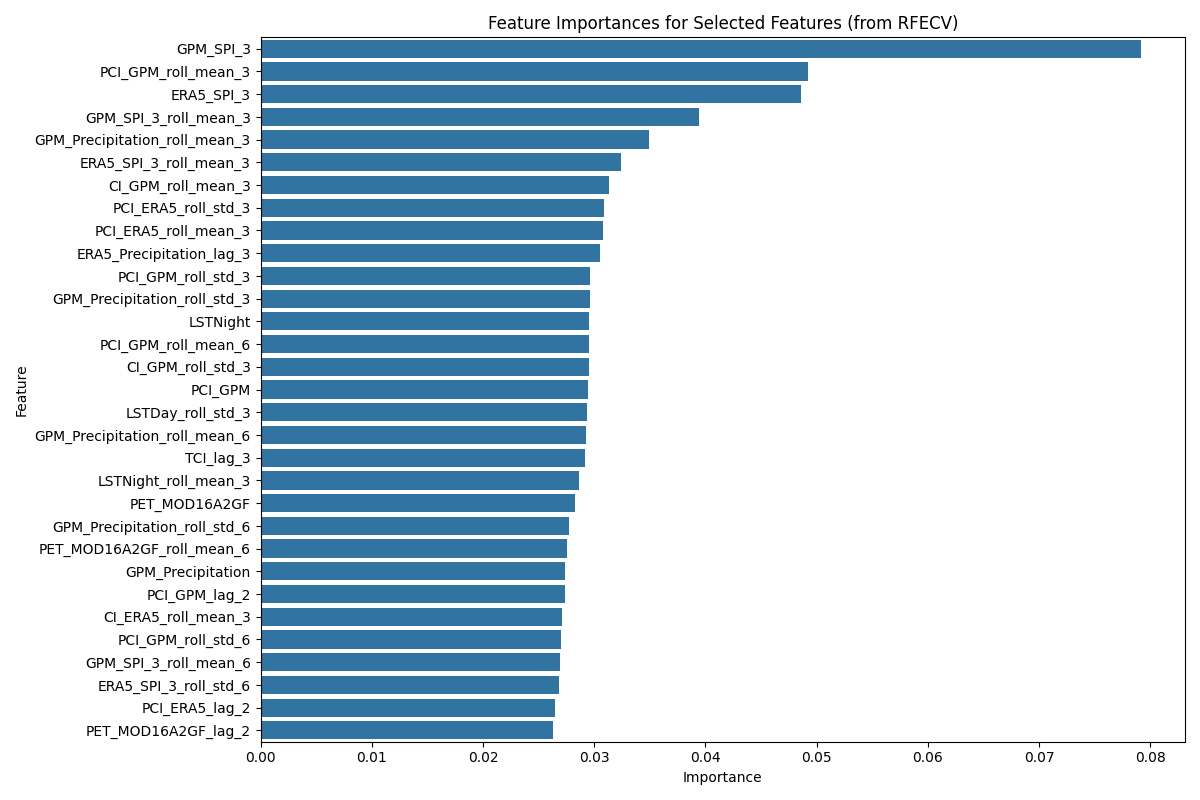 Feature Importances for Selected Features (from RFECV)
GPM_SPI_3
PCI_GPM_roll_mean_3
ERA5_SPI_3
GPM_SPI_3_roll_mean_3
GPM_Precipitation_roll_mean_3
ERA5_SPI_3_roll_mean_3
CI_GPM_roll_mean_3
PCI_ERA5_roll_std_3
PCI_ERA5_roll_mean_3
ERA5_Precipitation_lag_3
PCI_GPM_roll_std_3
GPM_Precipitation_roll_std_3
LSTNight
PCI_GPM_roll_mean_6
CI_GPM_roll_std_3
PCI_GPM
LSTDay_roll_std_3
GPM_Precipitation_roll_mean_6
TCI_lag_3
LSTNight_roll_mean_3
PET_MOD16A2GF
GPM_Precipitation_roll_std_6
PET_MOD16A2GF_roll_mean_6
GPM_Precipitation
PCI_GPM_lag_2
CI_ERA5_roll_mean_3
PCI_GPM_roll_std_6
GPM_SPI_3_roll_mean_6
ERA5_SPI_3_roll_std_6
PCI_ERA5_lag_2
PET_MOD16A2GF_lag_2
Feature
0.00 0.01 0.02 0.03 0.04 0.05 0.06 0.07 0.08
Importance